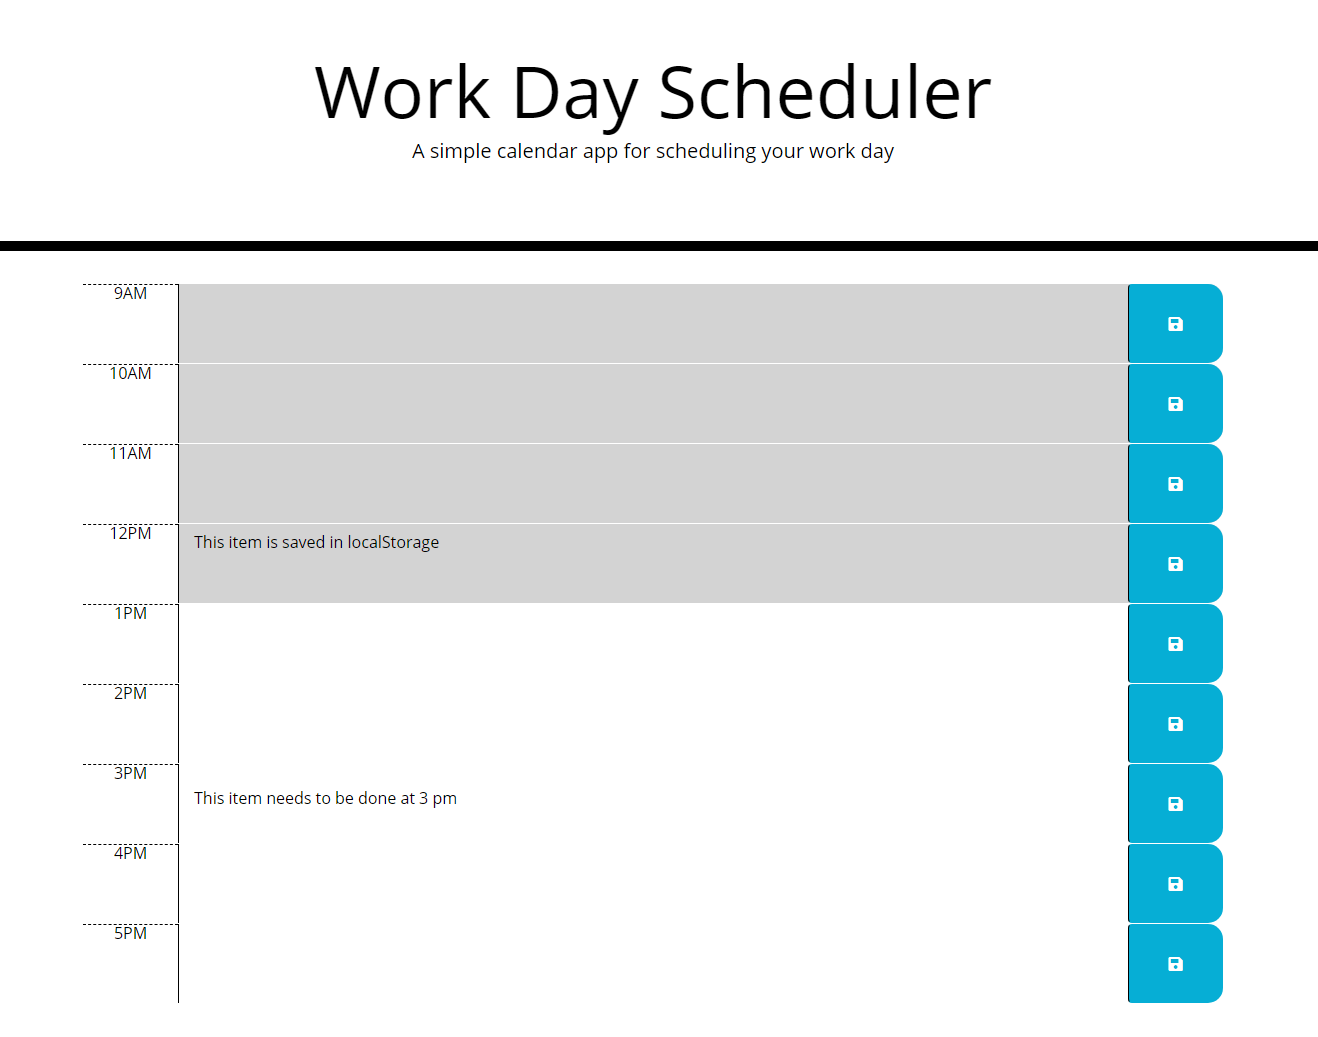 Work Day Scheduler
A simple calendar app for scheduling your work day
9AM
10AM
11AM
12PM
This item is saved in localStorage
1PM
2PM
3PM
This item needs to be done at 3 pm
4PM
5PM